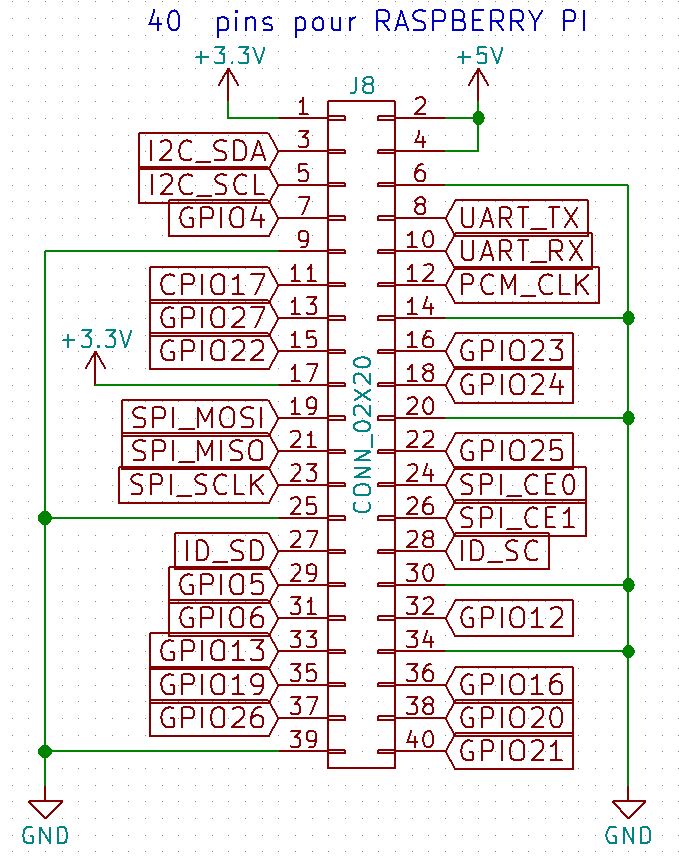 40 pins pour RASPBERRY PI
+3.3V +5V
J8
1 2
I2C_SDA 3 4
I2C_SCL 5 6
GPIO4 7 8 UART_TX
9 10 UART_RX
CPIO17 11 12 PCM_CLK
GPIO27 13 14
GPIO22 15 16 GPIO23
+3.3V
17 18 GPIO24
SPI_MOSI 19 20
SPI_MISO 21 22 GPIO25
SPI_SCLK 23 24 SPI_CE0
25 26 SPI_CE1
ID_SD 27 28 ID_SC
GPIO5 29 30
GPIO6 31 32 GPIO12
GPIO13 33 34
GPIO19 35 36 GPIO16
GPIO26 37 38 GPIO20
39 40 GPIO21
CONN_02X20
GND GND